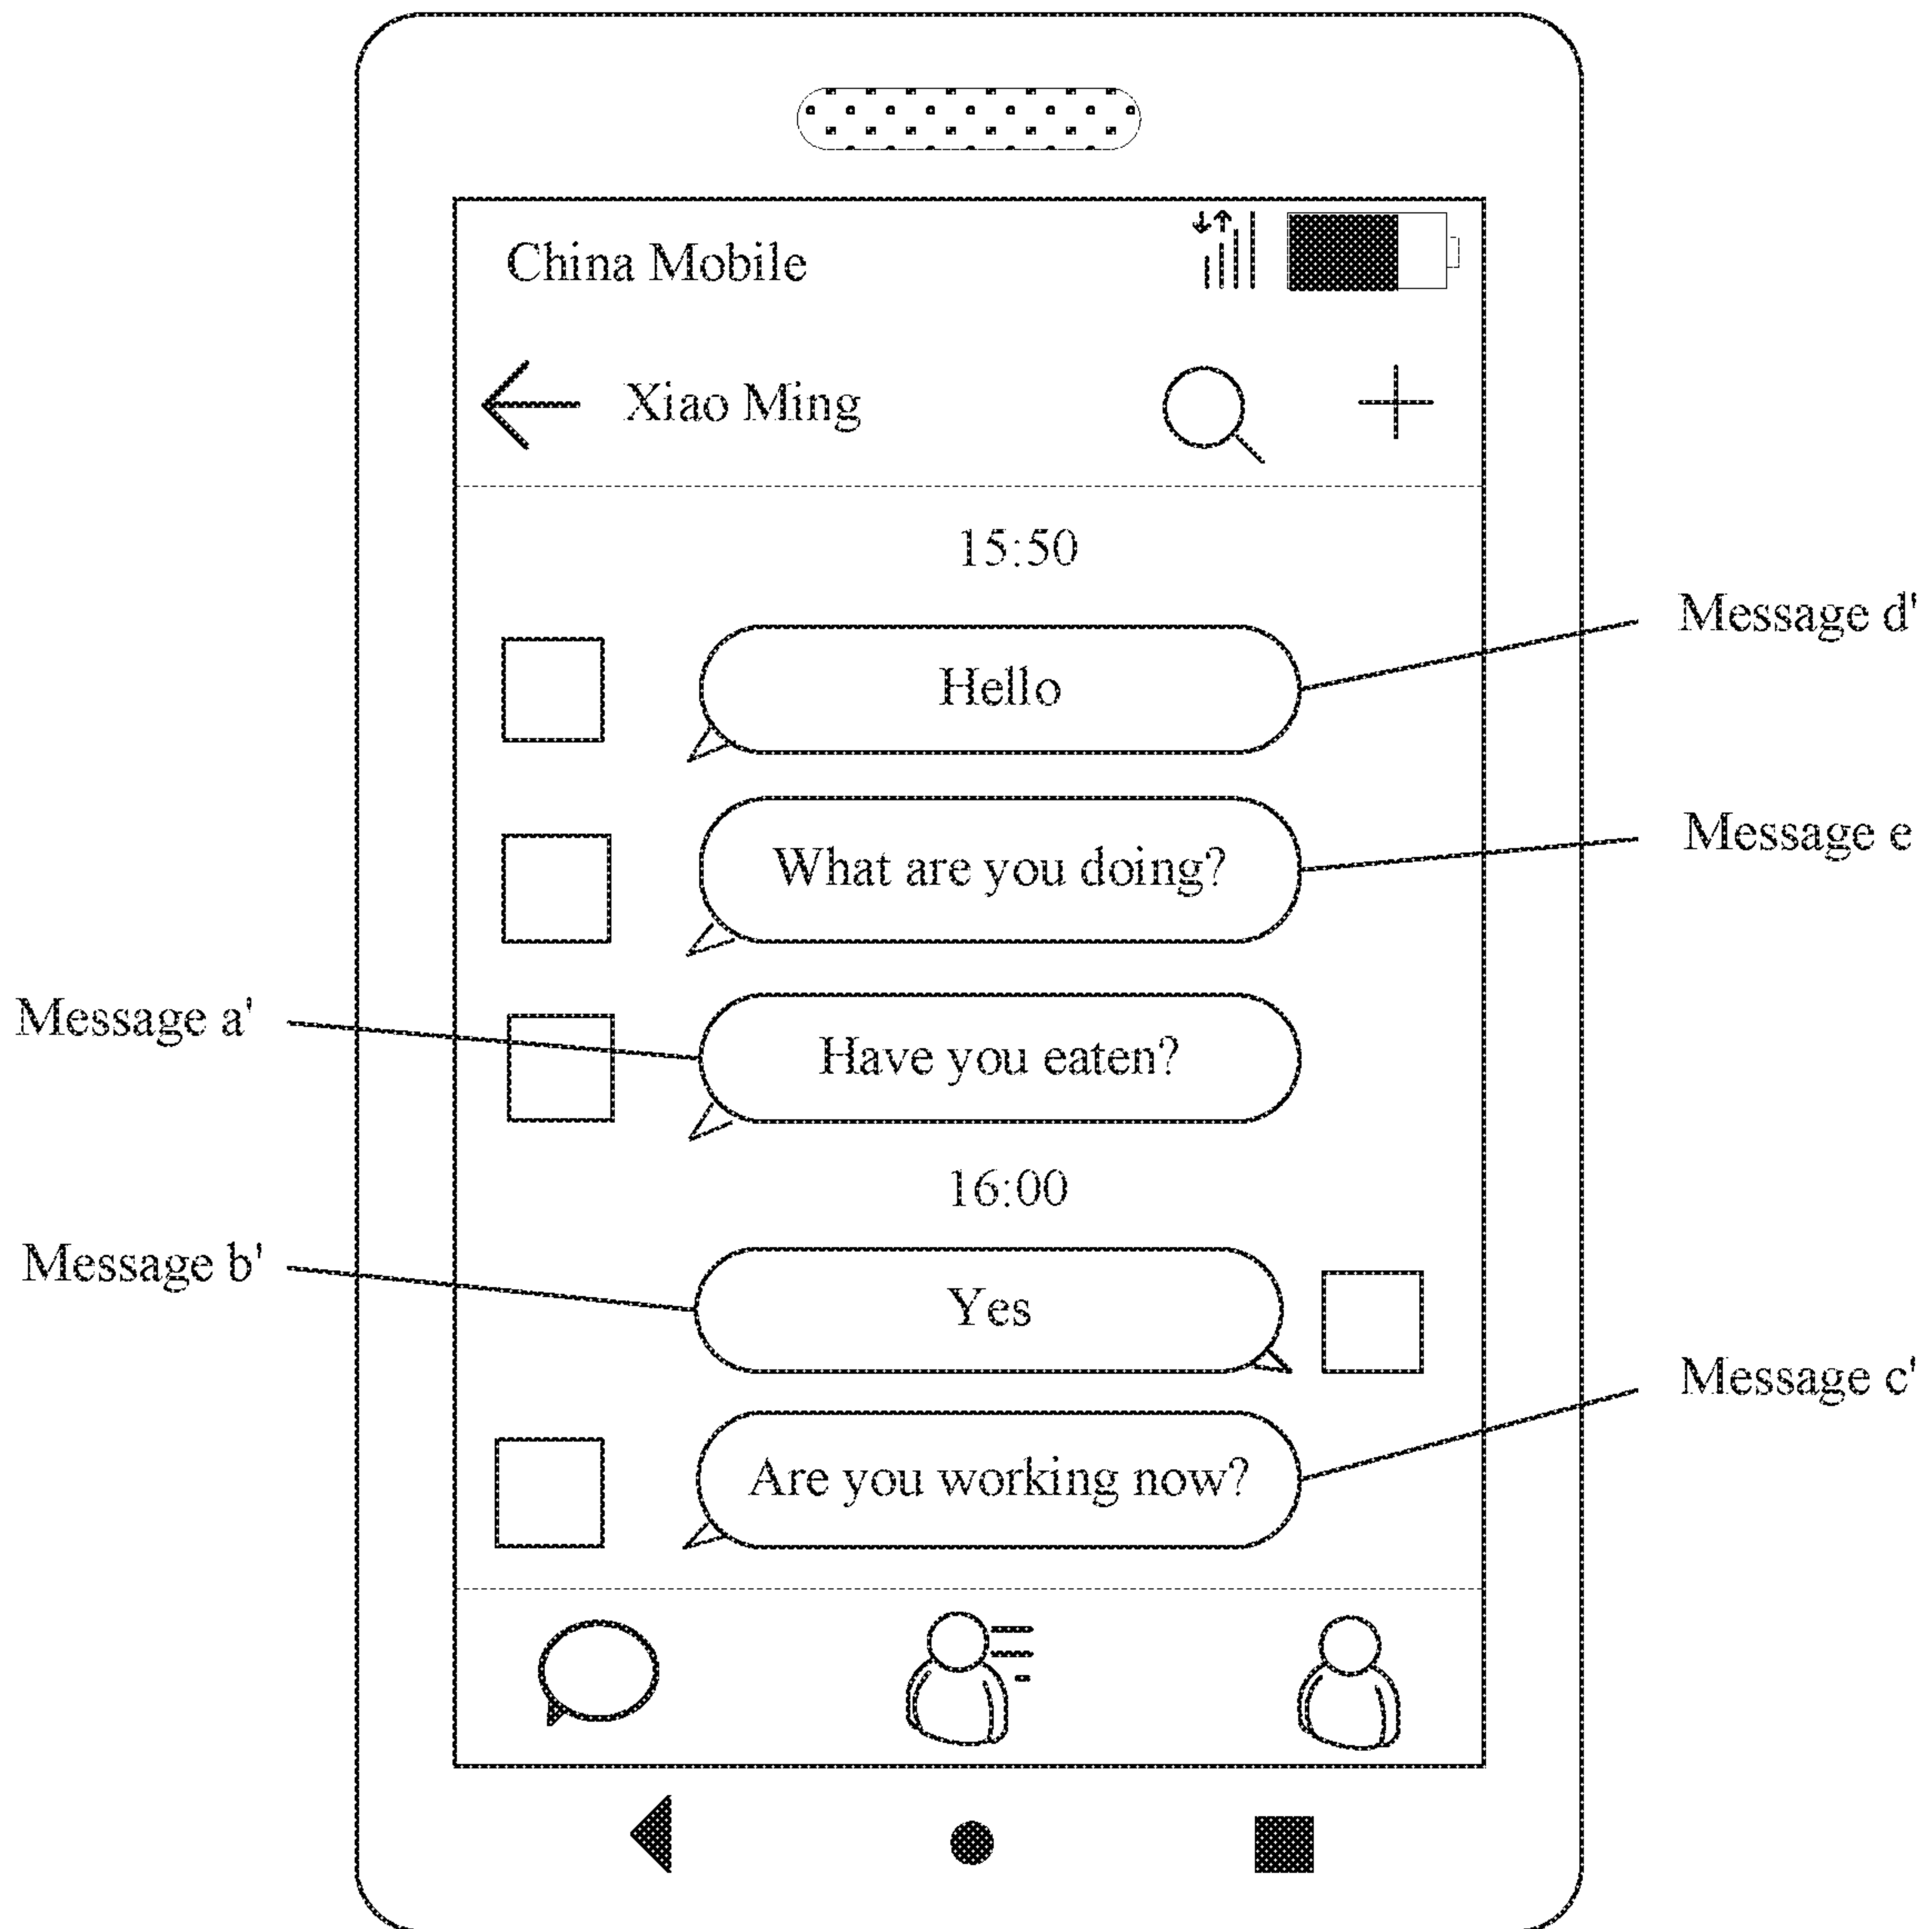 China Mobile
Xiao Ming
15:50
Message d'
Hello
Message e
What are you doing?
Message a'
Have you eaten?
16:00
Message b'
Yes
Message c'
Are you working now?